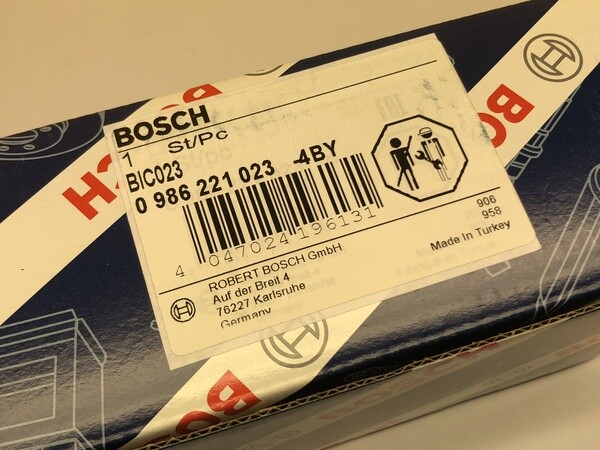 BOSCH
1 St/Pc
BIC023
0 986 221 023 -4BY
4 047024 196131
ROBERT BOSCH GmbH
Auf der Breit 4
76227 Karlsruhe
Germany
906
958
Made in Turkey
BOSCH